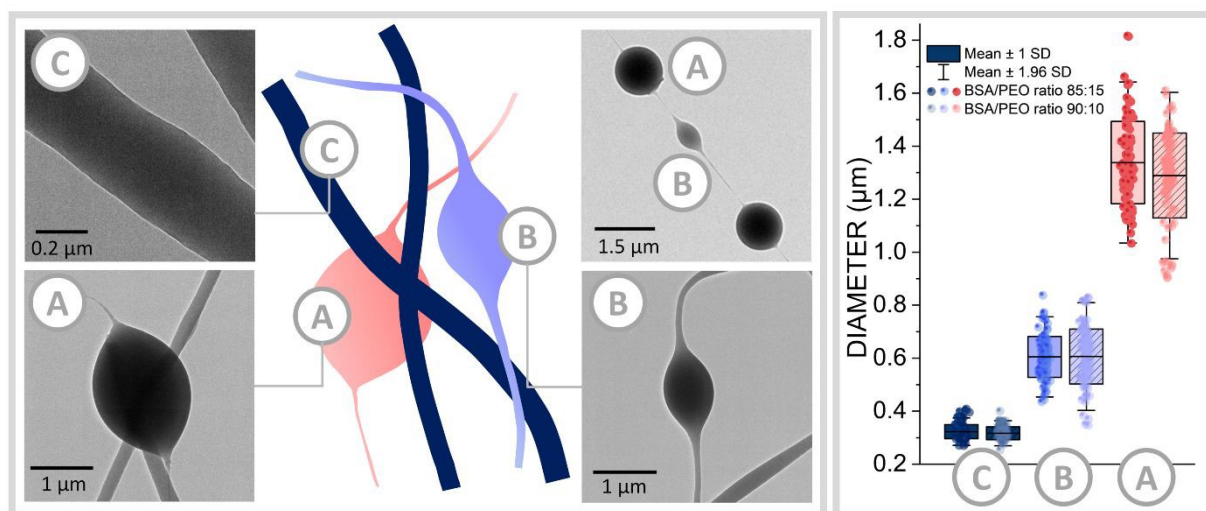 C
0.2 µm
A
1 µm
C
B
A
A
B
1.5 µm
B
1 µm
DIAMETER (µm)
1.8
1.6
1.4
1.2
1.0
0.8
0.6
0.4
0.2
Mean ± 1 SD
Mean ± 1.96 SD
BSA/PEO ratio 85:15
BSA/PEO ratio 90:10
C B A